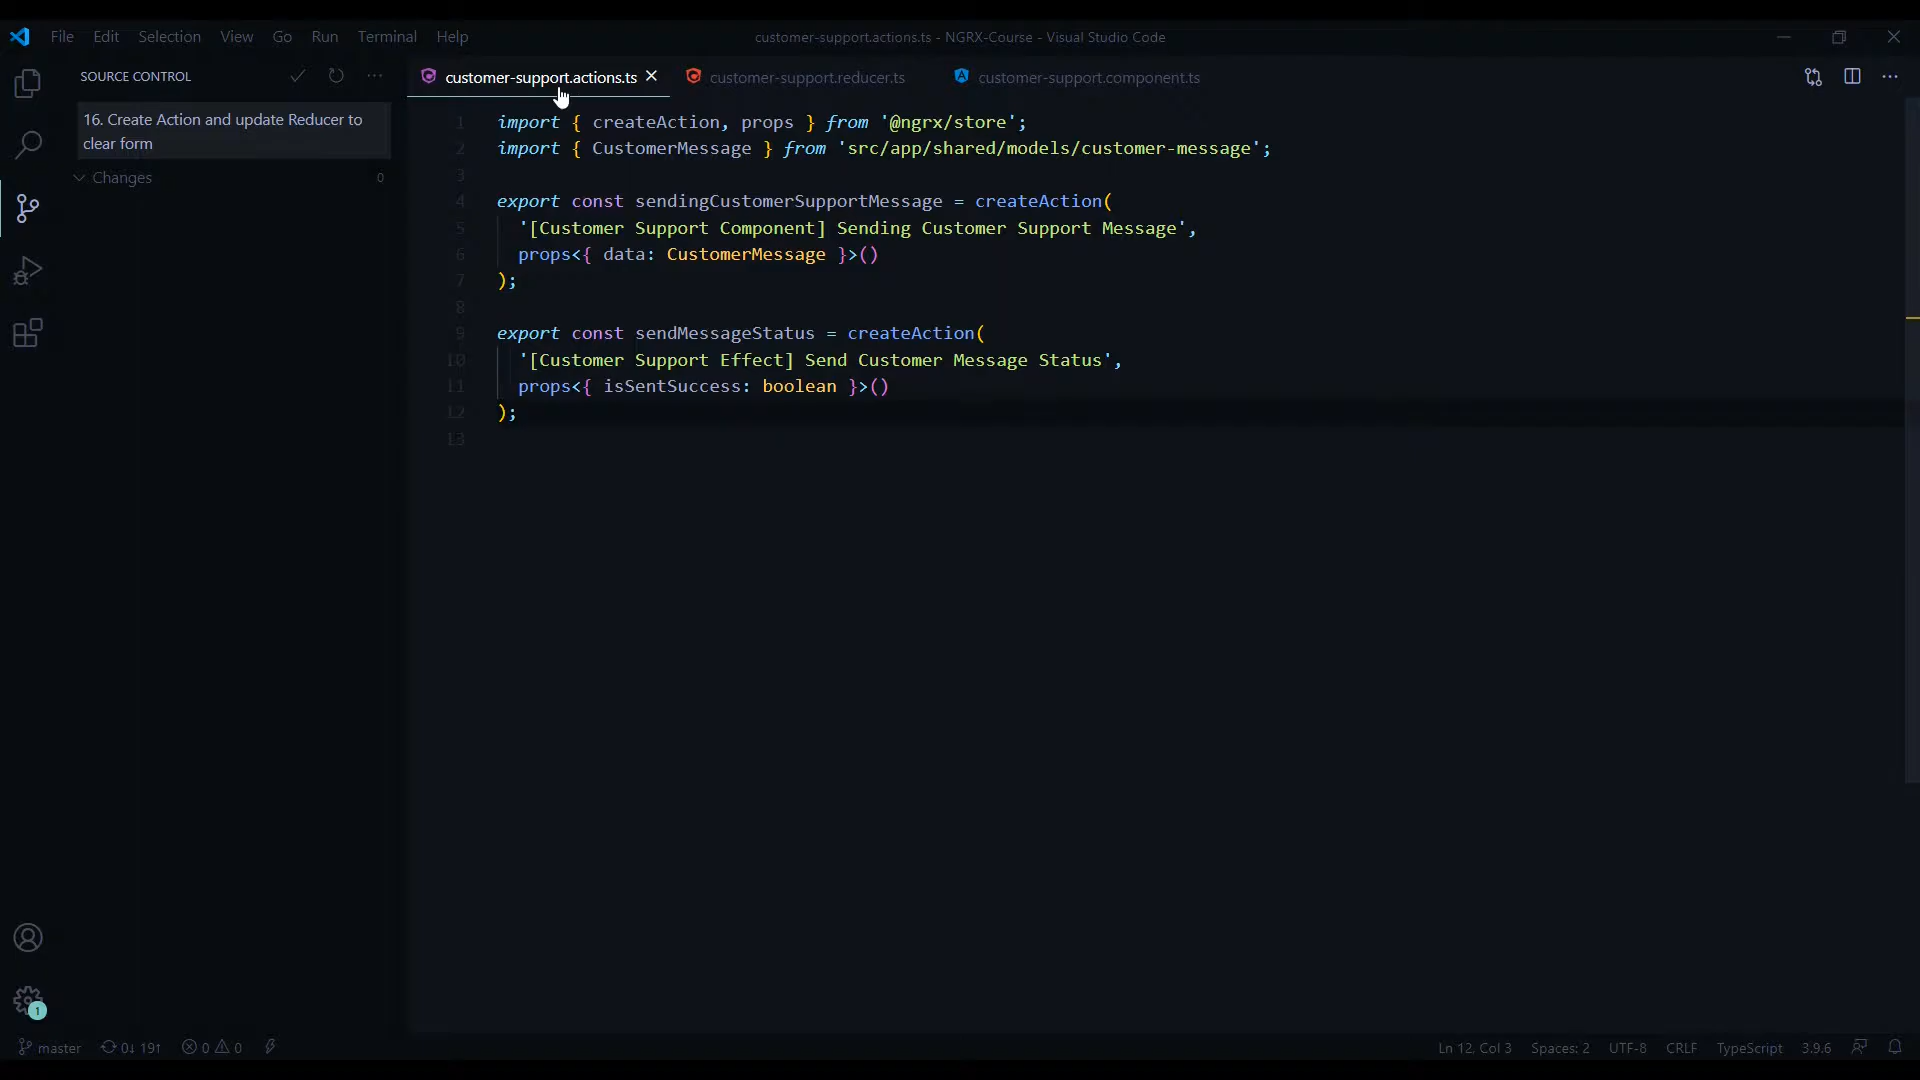 File Edit Selection View Go Run Terminal Help
customer-support.actions.ts - NGRX-Course - Visual Studio Code
SOURCE CONTROL
customer-support.actions.ts
customer-support.reducer.ts
customer-support.component.ts
16. Create Action and update Reducer to
clear form
Changes 0
1 import { createAction, props } from '@ngrx/store';
2 import { CustomerMessage } from 'src/app/shared/models/customer-message';
3
4 export const sendingCustomerSupportMessage = createAction(
5 '[Customer Support Component] Sending Customer Support Message',
6 props<{ data: CustomerMessage }>()
7 );
8
9 export const sendMessageStatus = createAction(
10 '[Customer Support Effect] Send Customer Message Status',
11 props<{ isSentSuccess: boolean }>()
12 );
13
1
master 0↓ 19↑ 0 0
Ln 12, Col 3 Spaces: 2 UTF-8 CRLF TypeScript 3.9.6